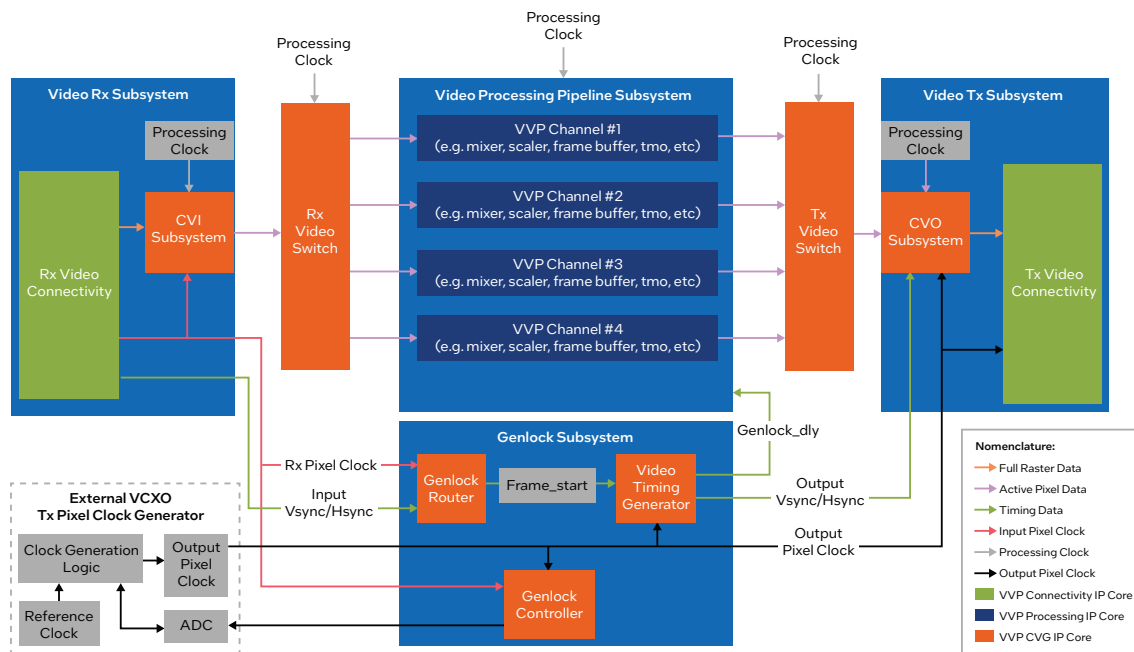 Processing
Clock
Processing
Clock
Processing
Clock
Video Rx Subsystem
Video Processing Pipeline Subsystem
Video Tx Subsystem
Processing
Clock
CVI
Subsystem
Rx Video
Connectivity
Rx
Video
Switch
VVP Channel #1
(e.g. mixer, scaler, frame buffer, tmo, etc)
VVP Channel #2
(e.g. mixer, scaler, frame buffer, tmo, etc)
VVP Channel #3
(e.g. mixer, scaler, frame buffer, tmo, etc)
VVP Channel #4
(e.g. mixer, scaler, frame buffer, tmo, etc)
Tx
Video
Switch
Processing
Clock
CVO
Subsystem
Tx Video
Connectivity
Genlock Subsystem
Genlock_dly
Rx Pixel Clock
Input
Vsync/Hsync
Genlock
Router
Frame_start
Video
Timing
Generator
Output
Vsync/Hsync
Output
Pixel Clock
Genlock
Controller
External VCXO
Tx Pixel Clock Generator
Clock Generation
Logic
Output
Pixel
Clock
Reference
Clock
ADC
Nomenclature:
Full Raster Data
Active Pixel Data
Timing Data
Input Pixel Clock
Processing Clock
Output Pixel Clock
VVP Connectivity IP Core
VVP Processing IP Core
VVP CVG IP Core